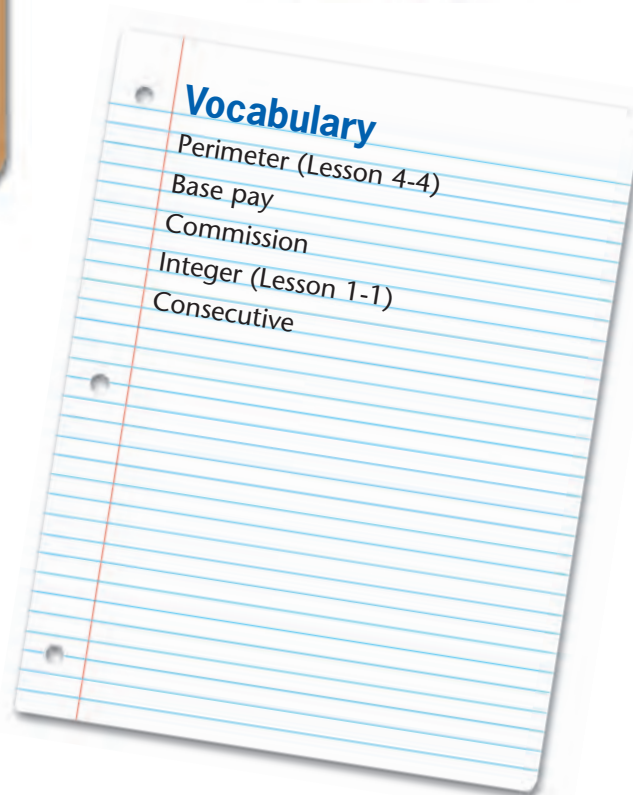 Vocabulary
Perimeter (Lesson 4-4)
Base pay
Commission
Integer (Lesson 1-1)
Consecutive